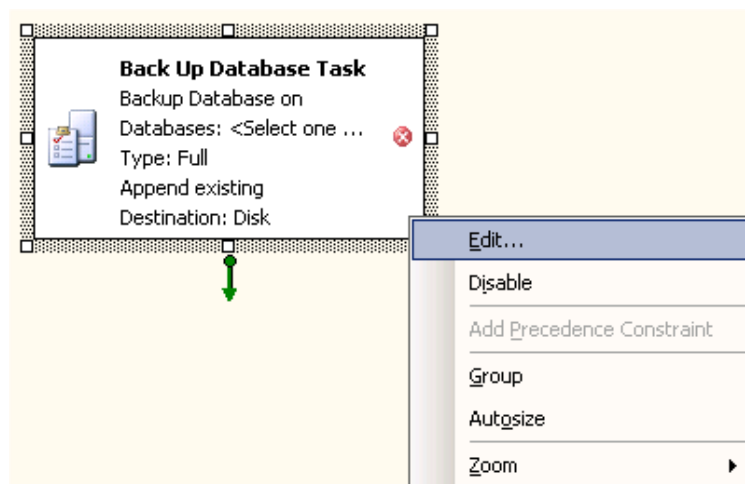 Back Up Database Task
Backup Database on
Databases: <Select one ...
Type: Full
Append existing
Destination: Disk
Edit...
Disable
Add Precedence Constraint
Group
Autosize
Zoom